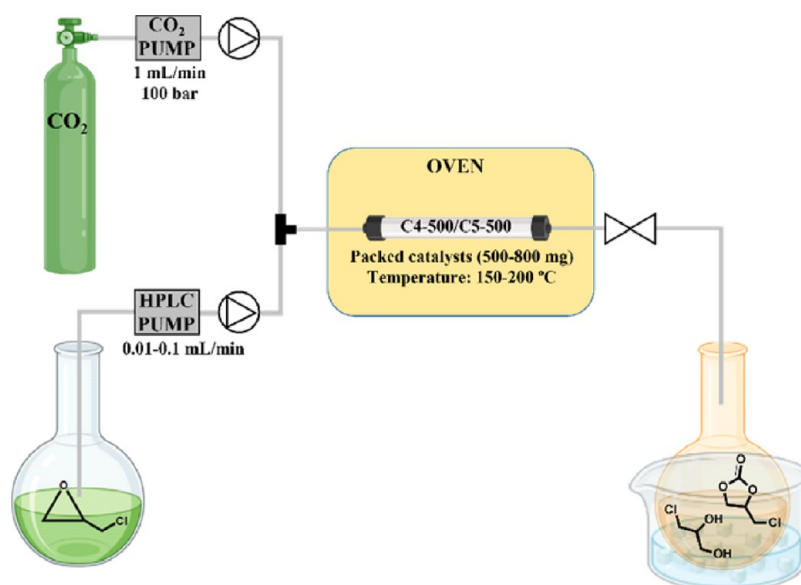 CO2
PUMP
1 mL/min
100 bar
CO2
OVEN
C4-500/C5-500
Packed catalysts (500-800 mg)
Temperature: 150-200 ºC
HPLC
PUMP
0.01-0.1 mL/min
O
Cl
O
O
O
Cl
Cl
OH
OH